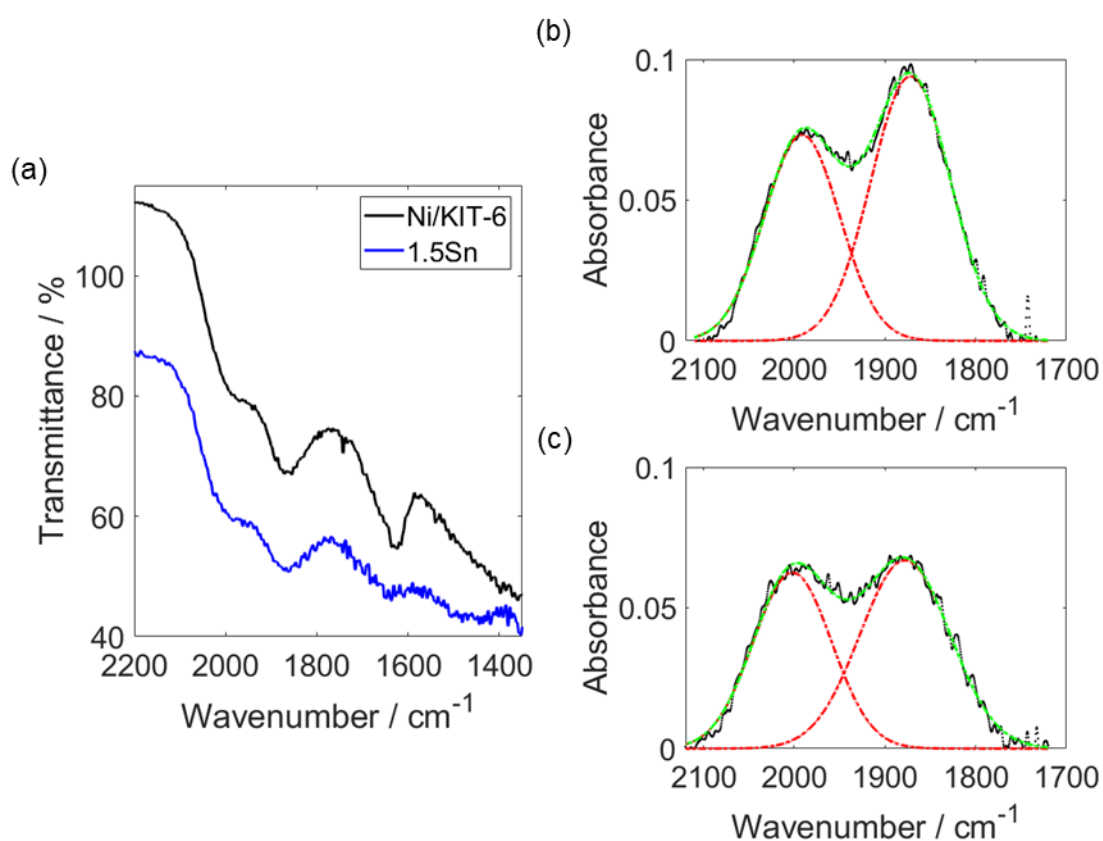 (a)
Transmittance / %
100
80
60
40
2200 2000 1800 1600 1400
Wavenumber / cm-1
Ni/KIT-6
1.5Sn
(b)
Absorbance
0.1
0.05
0
2100 2000 1900 1800 1700
Wavenumber / cm-1
(c)
Absorbance
0.1
0.05
0
2100 2000 1900 1800 1700
Wavenumber / cm-1